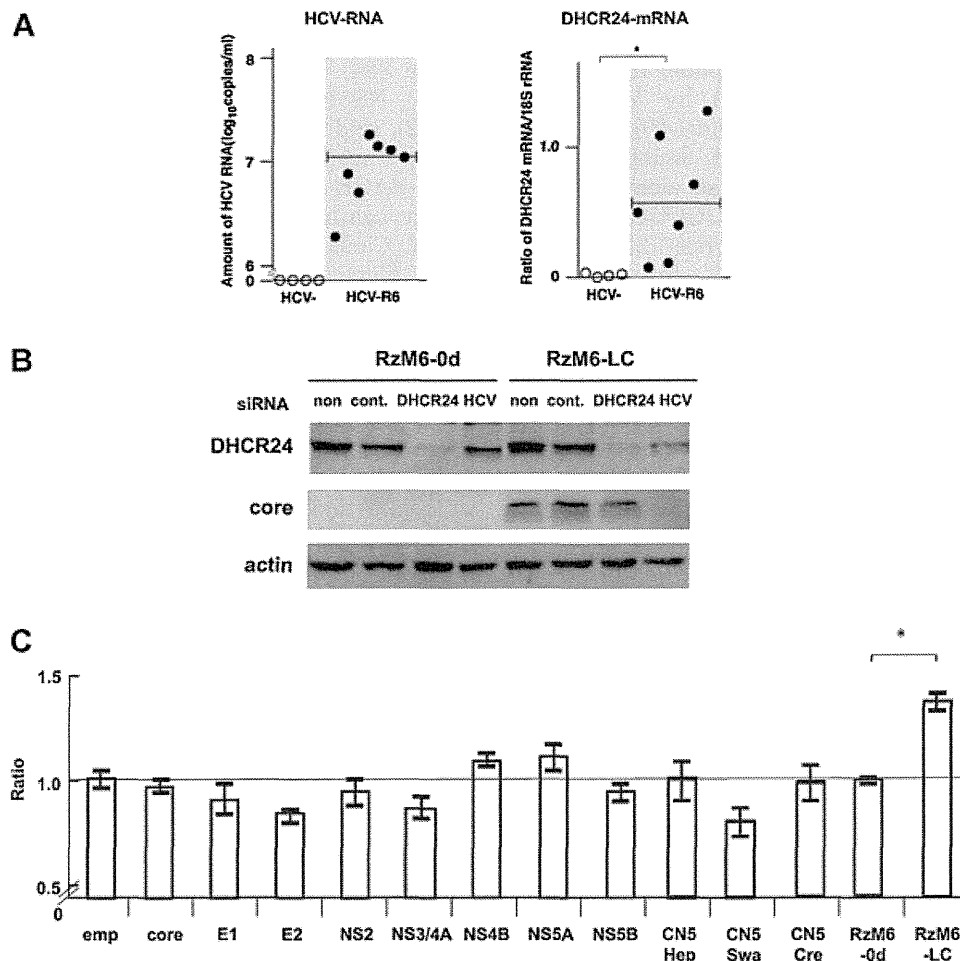 A
HCV-RNA
DHCR24-mRNA
Amount of HCV RNA(log10copies/ml)
8
7
6
0
HCV-
HCV-R6
Ratio of DHCR24 mRNA/18S rRNA
*
1.0
0
HCV-
HCV-R6
B
RzM6-0d
RzM6-LC
siRNA
non cont. DHCR24 HCV non cont. DHCR24 HCV
DHCR24
core
actin
C
*
Ratio
1.5
1.0
0.5
0
emp core E1 E2 NS2 NS3/4A NS4B NS5A NS5B CN5 CN5 CN5 RzM6 RzM6
Hep Swa Cre -0d -LC